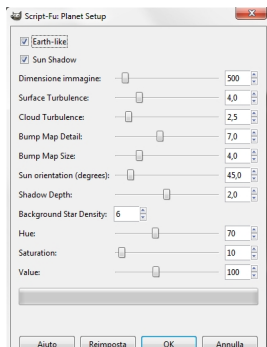 Script-Fu: Planet Setup
Earth-like
Sun Shadow
Dimensione immagine: 500
Surface Turbulence: 4,0
Cloud Turbulence: 2,5
Bump Map Detail: 7,0
Bump Map Size: 4,0
Sun orientation (degrees): 45,0
Shadow Depth: 2,0
Background Star Density: 6
Hue: 70
Saturation: 10
Value: 100
Aiuto Reimposta OK Annulla